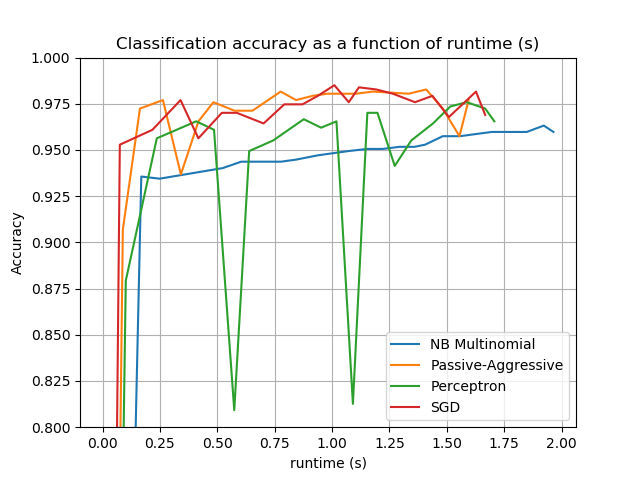 Classification accuracy as a function of runtime (s)
1.000
0.975
0.950
0.925
0.900
0.875
0.850
0.825
0.800
Accuracy
NB Multinomial
Passive-Aggressive
Perceptron
SGD
0.00 0.25 0.50 0.75 1.00 1.25 1.50 1.75 2.00
runtime (s)